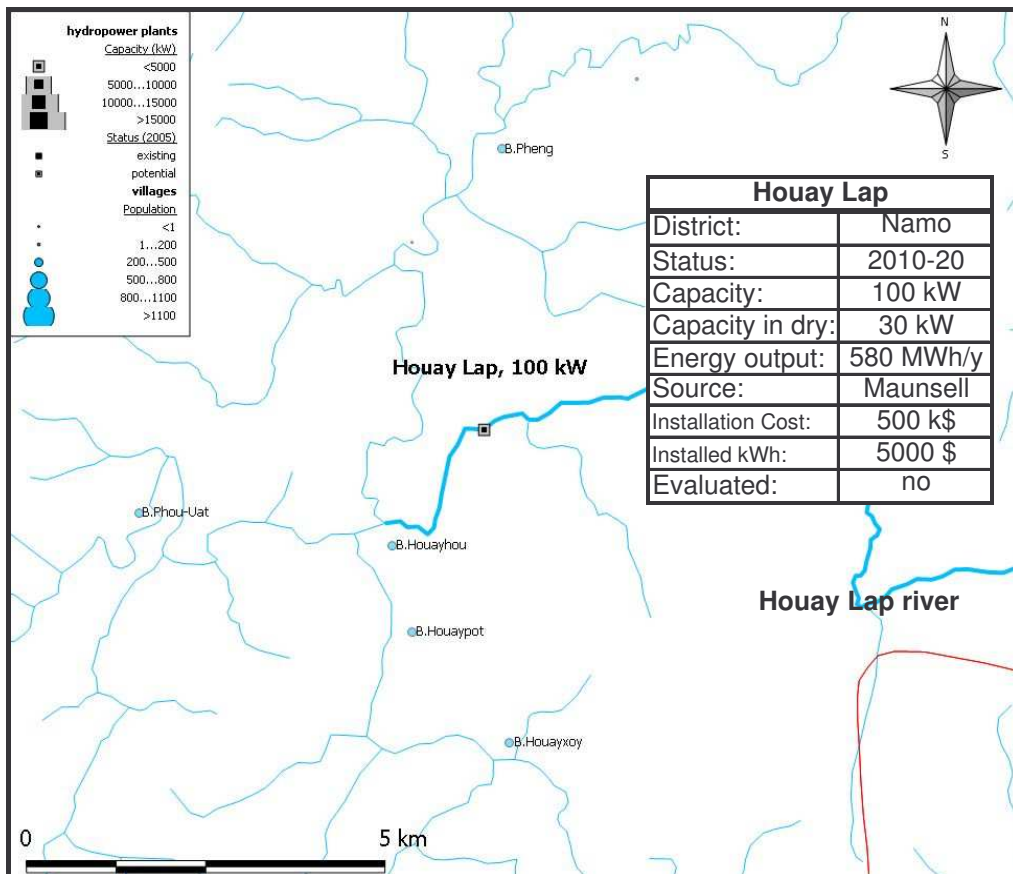 hydropower plants
Capacity (kW)
<5000
5000...10000
10000...15000
>15000
Status (2005)
existing
potential
villages
Population
<1
1...200
200...500
500...800
800...1100
>1100
N
S
B.Pheng
Houay Lap
District: Namo
Status: 2010-20
Capacity: 100 kW
Capacity in dry: 30 kW
Energy output: 580 MWh/y
Source: Maunsell
Installation Cost: 500 k$
Installed kWh: 5000 $
Evaluated: no
Houay Lap, 100 kW
B.Phou-Uat
B.Houayhou
Houay Lap river
B.Houaypot
B.Houayxoy
0 5 km